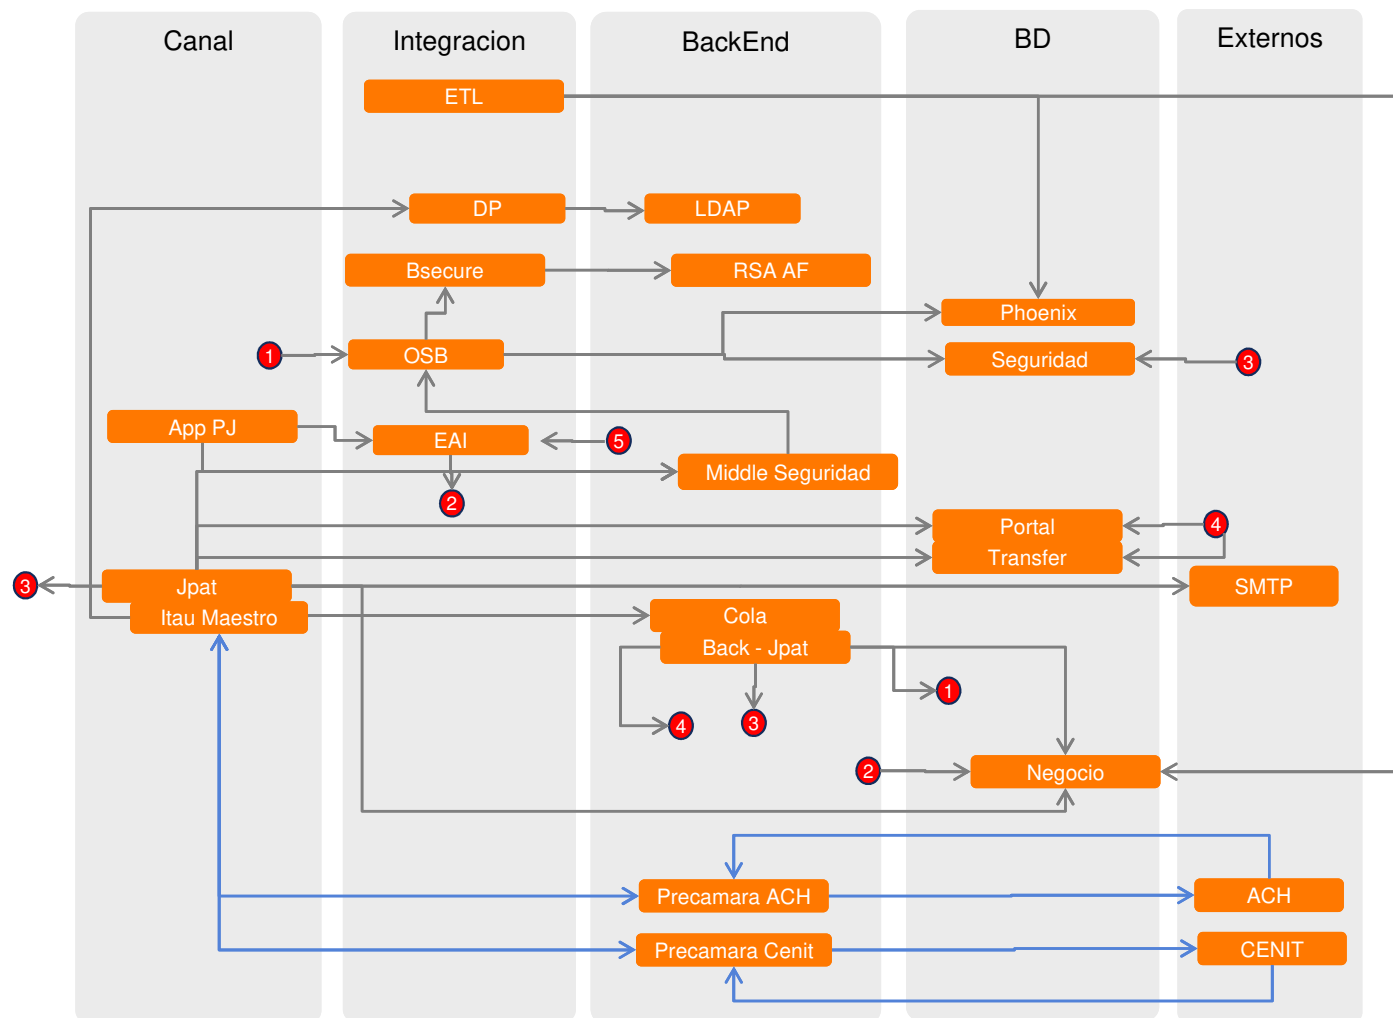 Canal
Integracion
BackEnd
BD
Externos
ETL
DP
LDAP
Bsecure
RSA AF
Phoenix
1
OSB
Seguridad
3
App PJ
EAI
5
Middle Seguridad
2
Portal
4
Transfer
3
Jpat
SMTP
Itau Maestro
Cola
Back - Jpat
1
4
3
2
Negocio
Precamara ACH
ACH
Precamara Cenit
CENIT